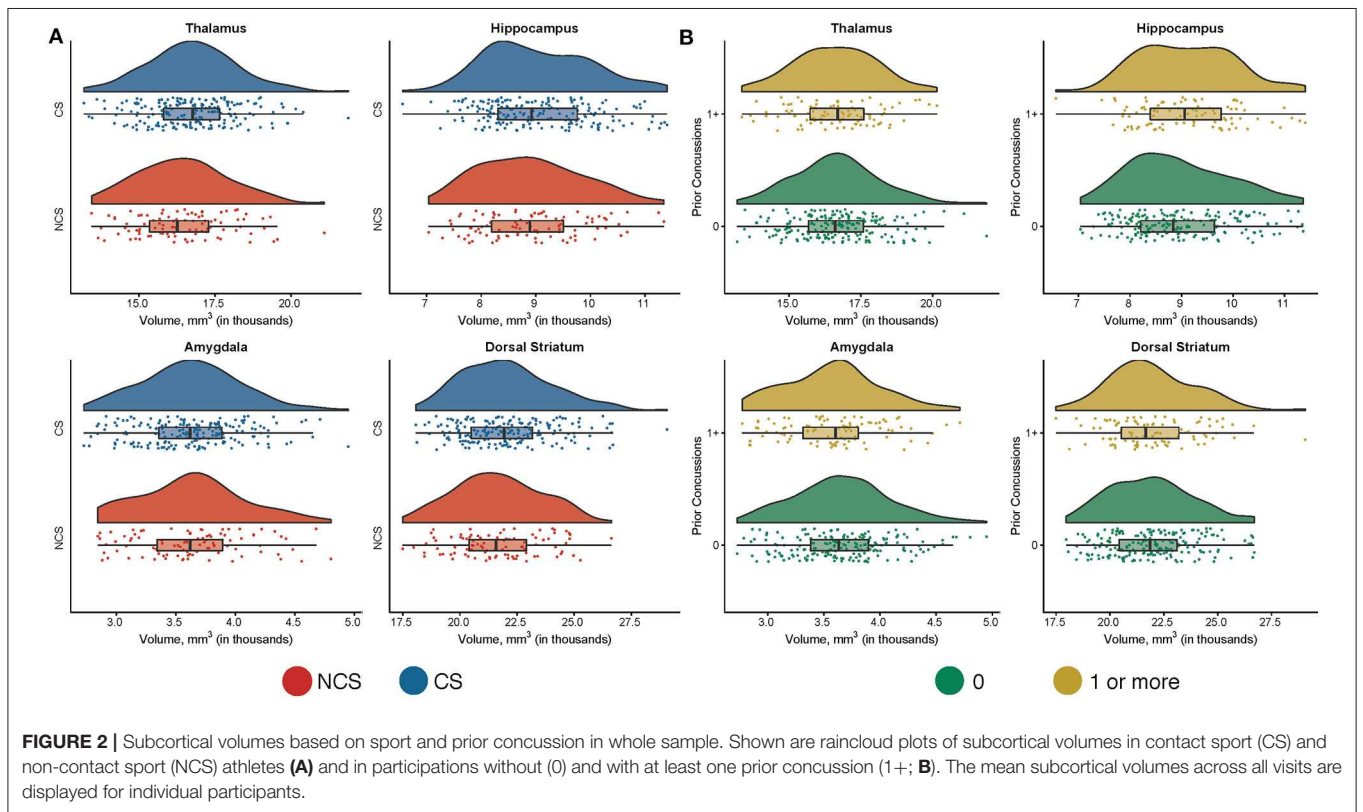 A
Thalamus
CS
NCS
15.0 17.5 20.0
Volume, mm³ (in thousands)
Hippocampus
CS
NCS
7 8 9 10 11
Volume, mm³ (in thousands)
B
Thalamus
Prior Concussions
1+
0
15.0 17.5 20.0
Volume, mm³ (in thousands)
Hippocampus
Prior Concussions
1+
0
7 8 9 10 11
Volume, mm³ (in thousands)
Amygdala
CS
NCS
3.0 3.5 4.0 4.5 5.0
Volume, mm³ (in thousands)
Dorsal Striatum
CS
NCS
17.5 20.0 22.5 25.0 27.5
Volume, mm³ (in thousands)
Amygdala
Prior Concussions
1+
0
3.0 3.5 4.0 4.5 5.0
Volume, mm³ (in thousands)
Dorsal Striatum
Prior Concussions
1+
0
17.5 20.0 22.5 25.0 27.5
Volume, mm³ (in thousands)
NCS CS
0 1 or more
FIGURE 2 | Subcortical volumes based on sport and prior concussion in whole sample. Shown are raincloud plots of subcortical volumes in contact sport (CS) and
non-contact sport (NCS) athletes (A) and in participations without (0) and with at least one prior concussion (1+; B). The mean subcortical volumes across all visits are
displayed for individual participants.